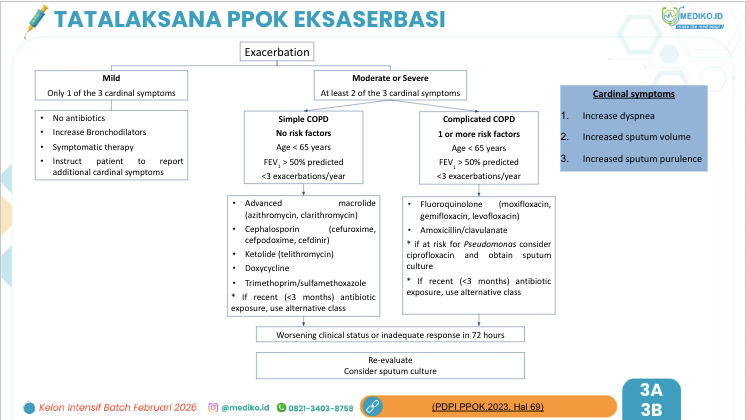 TATALAKSANA PPOK EKSASERBASI
MEDIKO.ID
Exacerbation
Mild
Only 1 of the 3 cardinal symptoms
Moderate or Severe
At least 2 of the 3 cardinal symptoms
• No antibiotics
• Increase Bronchodilators
• Symptomatic therapy
• Instruct patient to report
additional cardinal symptoms
Simple COPD
No risk factors
Age < 65 years
FEV1 > 50% predicted
<3 exacerbations/year
Complicated COPD
1 or more risk factors
Age < 65 years
FEV1 > 50% predicted
<3 exacerbations/year
Cardinal symptoms
1. Increase dyspnea
2. Increased sputum volume
3. Increased sputum purulence
• Advanced macrolide
(azithromycin, clarithromycin)
• Cephalosporin (cefuroxime,
cefpodoxime, cefdinir)
• Ketolide (telithromycin)
• Doxycycline
• Trimethoprim/sulfamethoxazole
* If recent (<3 months) antibiotic
exposure, use alternative class
• Fluoroquinolone (moxifloxacin,
gemifloxacin, levofloxacin)
• Amoxicillin/clavulanate
* if at risk for Pseudomonas consider
ciprofloxacin and obtain sputum
culture
* If recent (<3 months) antibiotic
exposure, use alternative class
Worsening clinical status or inadequate response in 72 hours
Re-evaluate
Consider sputum culture
Kelon Intensif Batch Februari 2026
@mediko.id
0821-3403-8758
(PDPI PPOK,2023. Hal 69)
3A
3B